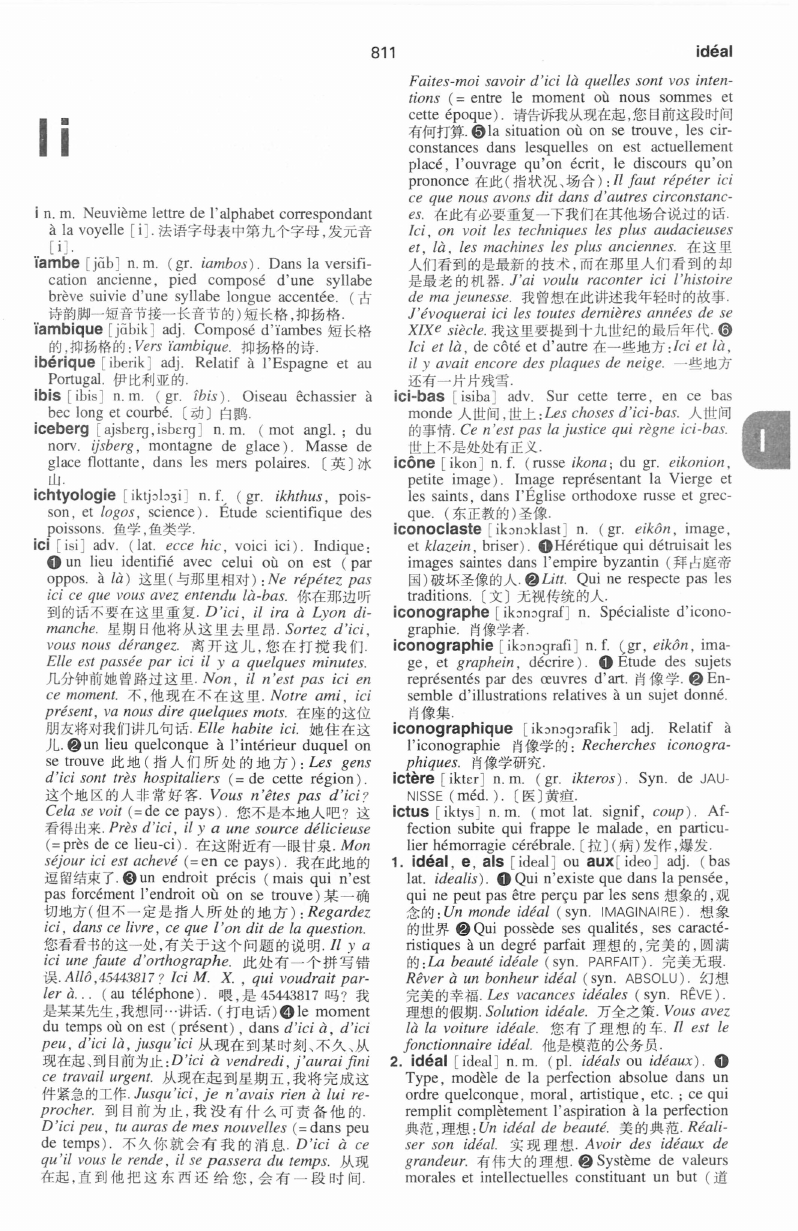 811
idéal
Ii
i n. m. Neuvième lettre de l'alphabet correspondant
à la voyelle [i]. 法语字母表中第九个字母,发元音
[i].
ïambe [jãb] n. m. (gr. iambos). Dans la versifi-
cation ancienne, pied composé d'une syllabe
brève suivie d'une syllabe longue accentée. (古
诗韵脚一短音节接一长音节的)短长格,抑扬格.
ïambique [jãbik] adj. Composé d'ïambes 短长格
的,抑扬格的: Vers ïambique. 抑扬格的诗.
ibérique [iberik] adj. Relatif à l'Espagne et au
Portugal. 伊比利亚的.
ibis [ibis] n. m. (gr. îbis). Oiseau êchassier à
bec long et courbé. 〔动〕白鹮.
iceberg [ajsbɛrg,isbɛrg] n. m. (mot angl. ; du
norv. ijsberg, montagne de glace). Masse de
glace flottante, dans les mers polaires. 〔英〕冰
山.
ichtyologie [iktjɔlɔʒi] n. f. (gr. ikhthus, pois-
son, et logos, science). Étude scientifique des
poissons. 鱼学,鱼类学.
ici [isi] adv. (lat. ecce hic, voici ici). Indique:
❶ un lieu identifié avec celui où on est (par
oppos. à là) 这里(与那里相对): Ne répétez pas
ici ce que vous avez entendu là-bas. 你在那边听
到的话不要在这里重复. D'ici, il ira à Lyon di-
manche. 星期日他将从这里去里昂. Sortez d'ici,
vous nous dérangez. 离开这儿,您在打搅我们.
Elle est passée par ici il y a quelques minutes.
几分钟前她曾路过这里. Non, il n'est pas ici en
ce moment. 不,他现在不在这里. Notre ami, ici
présent, va nous dire quelques mots. 在座的这位
朋友将对我们讲几句话. Elle habite ici. 她住在这
儿. ❷ un lieu quelconque à l'intérieur duquel on
se trouve 此地(指人们所处的地方): Les gens
d'ici sont très hospitaliers (= de cette région).
这个地区的人非常好客. Vous n'êtes pas d'ici?
Cela se voit (= de ce pays). 您不是本地人吧? 这
看得出来. Près d'ici, il y a une source délicieuse
(=près de ce lieu-ci). 在这附近有一眼甘泉. Mon
séjour ici est achevé (=en ce pays). 我在此地的
逗留结束了. ❸ un endroit précis (mais qui n'est
pas forcément l'endroit où on se trouve) 某一确
切地方(但不一定是指人所处的地方): Regardez
ici, dans ce livre, ce que l'on dit de la question.
您看看书的这一处,有关于这个问题的说明. Il y a
ici une faute d'orthographe. 此处有一个拼写错
误. Allô,45443817? Ici M. X. , qui voudrait par-
ler à... (au téléphone). 喂,是 45443817 吗? 我
是某某先生,我想同…讲话. (打电话) ❹ le moment
du temps où on est (présent) , dans d'ici à, d'ici
peu, d'ici là, jusqu'ici 从现在到某时刻、不久、从
现在起、到目前为止: D'ici à vendredi, j'aurai fini
ce travail urgent. 从现在起到星期五,我将完成这
件紧急的工作. Jusqu'ici, je n'avais rien à lui re-
procher. 到目前为止,我没有什么可责备他的.
D'ici peu, tu auras de mes nouvelles (= dans peu
de temps). 不久你就会有我的消息. D'ici à ce
qu'il vous le rende, il se passera du temps. 从现
在起,直到他把这东西还给您,会有一段时间.
Faites-moi savoir d'ici là quelles sont vos inten-
tions (= entre le moment où nous sommes et
cette époque). 请告诉我从现在起,您目前这段时间
有何打算. ❺ la situation où on se trouve, les cir-
constances dans lesquelles on est actuellement
placé, l'ouvrage qu'on écrit, le discours qu'on
prononce 在此(指状况、场合): Il faut répéter ici
ce que nous avons dit dans d'autres circonstanc-
es. 在此有必要重复一下我们在其他场合说过的话.
Ici, on voit les techniques les plus audacieuses
et, là, les machines les plus anciennes. 在这里
人们看到的是最新的技术,而在那里人们看到的却
是最老的机器. J'ai voulu raconter ici l'histoire
de ma jeunesse. 我曾想在此讲述我年轻时的故事.
J'évoquerai ici les toutes dernières années de se
XIXe siècle. 我这里要提到十九世纪的最后年代. ❻
Ici et là, de côté et d'autre 在一些地方: Ici et là,
il y avait encore des plaques de neige. 一些地方
还有一片片残雪.
ici-bas [isiba] adv. Sur cette terre, en ce bas
monde 人世间,世上: Les choses d'ici-bas. 人世间
的事情. Ce n'est pas la justice qui règne ici-bas.
世上不是处处有正义.
I
icône [ikon] n. f. (russe ikona; du gr. eikonion,
petite image). Image représentant la Vierge et
les saints, dans l'Église orthodoxe russe et grec-
que. (东正教的)圣像.
iconoclaste [ikɔnɔklast] n. (gr. eikôn, image,
et klazein, briser). ❶ Hérétique qui détruisait les
images saintes dans l'empire byzantin (拜占庭帝
国)破坏圣像的人. ❷ Litt. Qui ne respecte pas les
traditions. 〔文〕无视传统的人.
iconographe [ikɔnɔgraf] n. Spécialiste d'icono-
graphie. 肖像学者.
iconographie [ikɔnɔgrafi] n. f. (gr, eikôn, ima-
ge, et graphein, décrire). ❶ Étude des sujets
représentés par des œuvres d'art. 肖像学. ❷ En-
semble d'illustrations relatives à un sujet donné.
肖像集.
iconographique [ikɔnɔgɔrafik] adj. Relatif à
l'iconographie 肖像学的: Recherches iconogra-
phiques. 肖像学研究.
ictère [iktɛr] n. m. (gr. ikteros). Syn. de JAU-
NISSE (méd.). 〔医〕黄疸.
ictus [iktys] n. m. (mot lat. signif, coup). Af-
fection subite qui frappe le malade, en particu-
lier hémorragie cérébrale. 〔拉〕(病)发作,爆发.
1. idéal, e, als [ideal] ou aux[ideo] adj. (bas
lat. idealis). ❶ Qui n'existe que dans la pensée,
qui ne peut pas être perçu par les sens 想象的,观
念的: Un monde idéal (syn. IMAGINAIRE). 想象
的世界 ❷ Qui possède ses qualités, ses caracté-
ristiques à un degré parfait 理想的,完美的,圆满
的: La beauté idéale (syn. PARFAIT). 完美无瑕.
Rêver à un bonheur idéal (syn. ABSOLU). 幻想
完美的幸福. Les vacances idéales (syn. RÊVE).
理想的假期. Solution idéale. 万全之策. Vous avez
là la voiture idéale. 您有了理想的车. Il est le
fonctionnaire idéal. 他是模范的公务员.
2. idéal [ideal] n. m. (pl. idéals ou idéaux). ❶
Type, modèle de la perfection absolue dans un
ordre quelconque, moral, artistique, etc. ; ce qui
remplit complètement l'aspiration à la perfection
典范,理想: Un idéal de beauté. 美的典范. Réali-
ser son idéal. 实现理想. Avoir des idéaux de
grandeur. 有伟大的理想. ❷ Système de valeurs
morales et intellectuelles constituant un but (道